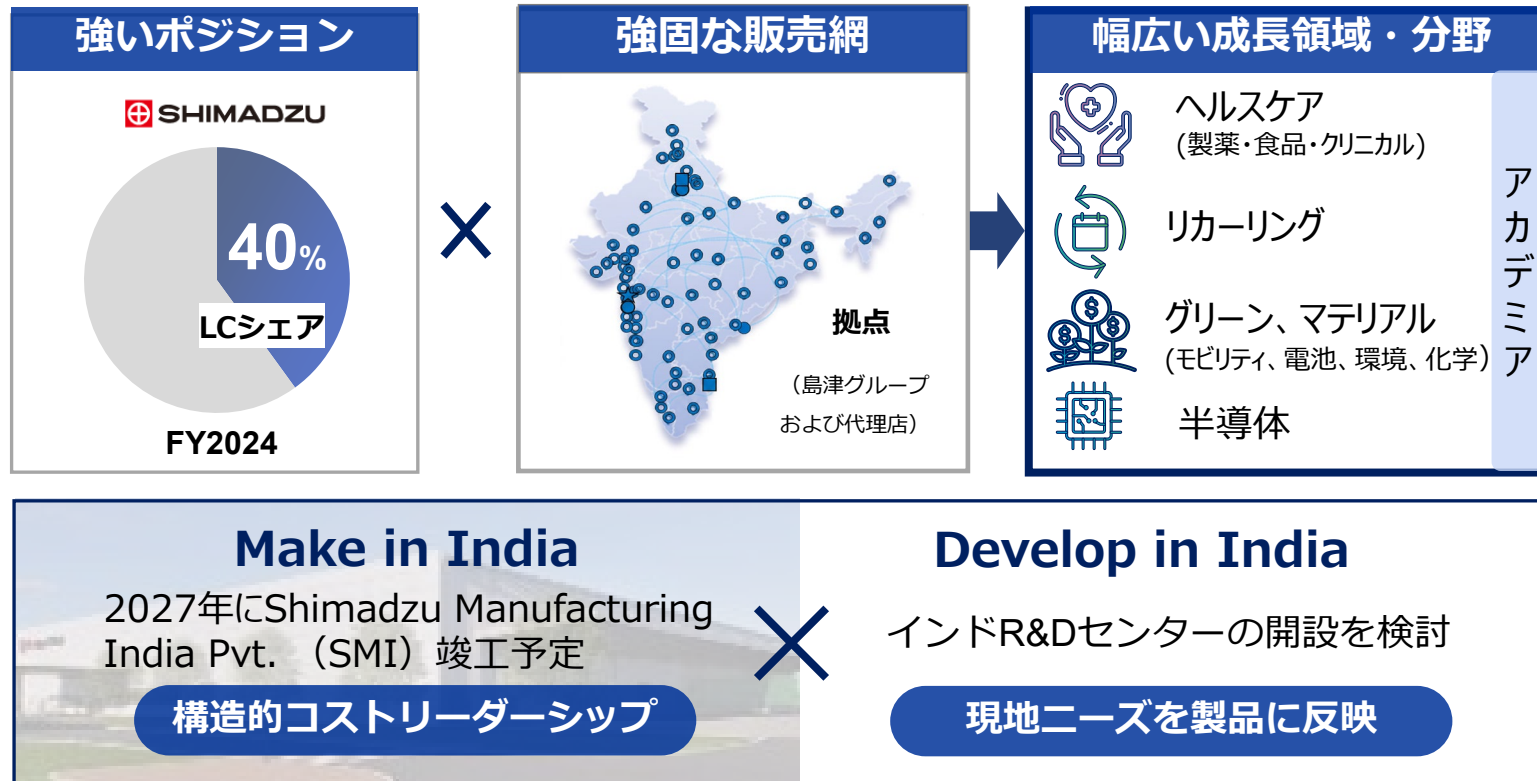 強いポジション
SHIMADZU
40%
LCシェア
FY2024
強固な販売網
拠点
（島津グループ
および代理店）
幅広い成長領域・分野
ヘルスケア
(製薬・食品・クリニカル)
リカーリング
グリーン、マテリアル
(モビリティ、電池、環境、化学)
半導体
アカデミア
Make in India
2027年にShimadzu Manufacturing
India Pvt. （SMI）竣工予定
構造的コストリーダーシップ
Develop in India
インドR&Dセンターの開設を検討
現地ニーズを製品に反映